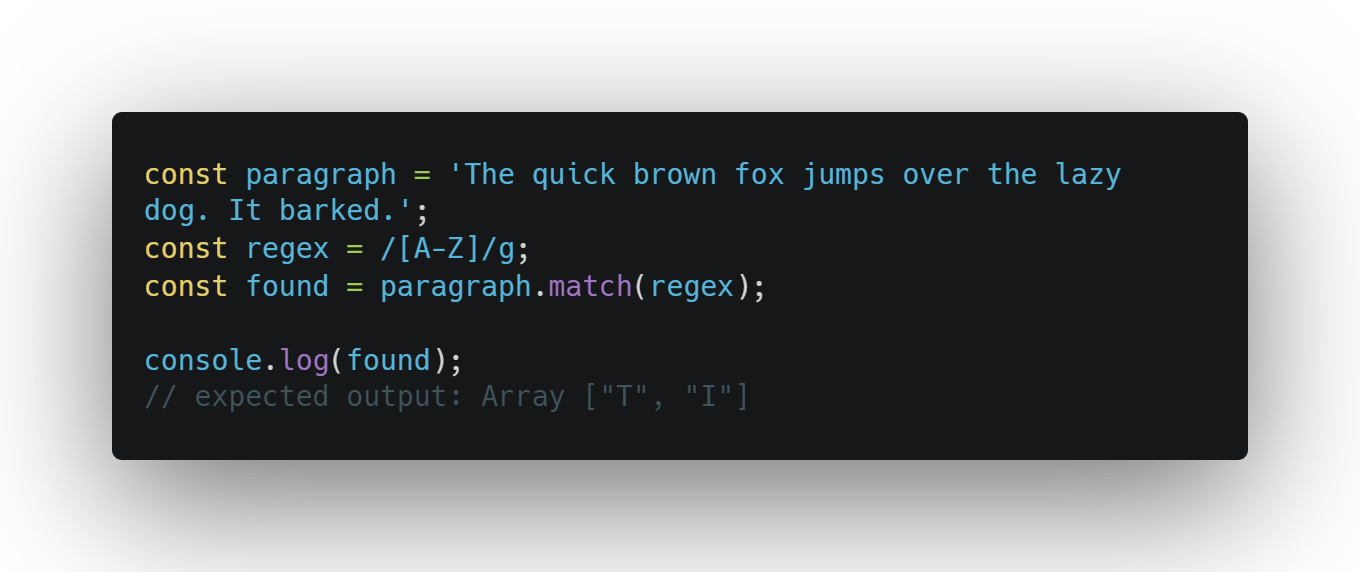 const paragraph = 'The quick brown fox jumps over the lazy
dog. It barked.';
const regex = /[A-Z]/g;
const found = paragraph.match(regex);

console.log(found);
// expected output: Array ["T", "I"]